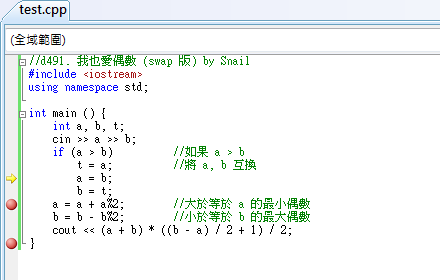 test.cpp
(全域範圍)
//d491. 我也愛偶數 (swap 版) by Snail
#include <iostream>
using namespace std;
int main () {
int a, b, t;
cin >> a >> b;
if (a > b) //如果 a > b
t = a; //將 a, b 互換
a = b;
b = t;
a = a + a%2; //大於等於 a 的最小偶數
b = b - b%2; //小於等於 b 的最大偶數
cout << (a + b) * ((b - a) / 2 + 1) / 2;
}